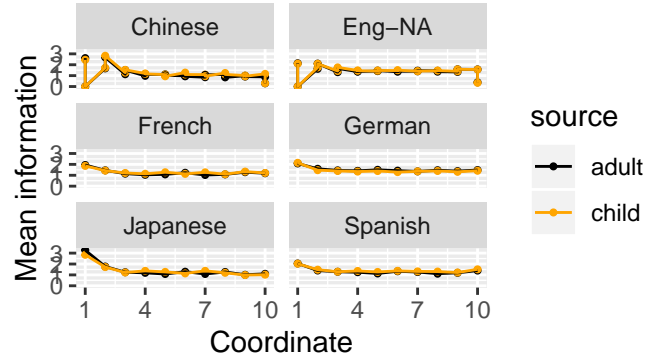 Chinese
Eng−NA
3
2
1
0
French
German
3
2
1
0
Japanese
Spanish
3
2
1
0
1 4 7 10 1 4 7 10
Coordinate
Mean information
source
adult
child